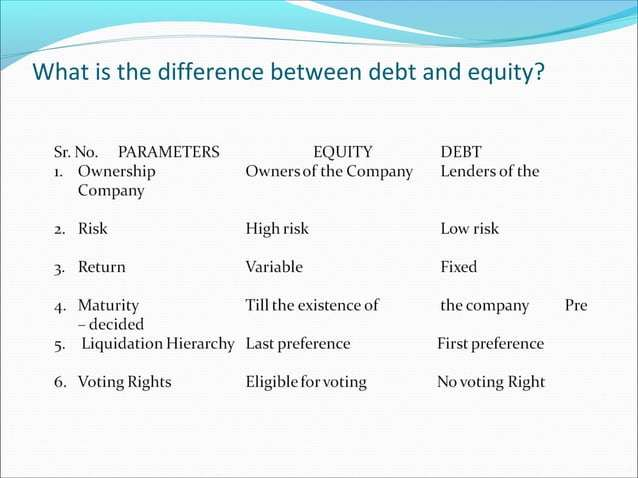 What is the difference between debt and equity?
Sr. No. PARAMETERS EQUITY DEBT
1. Ownership Owners of the Company Lenders of the
Company
2. Risk High risk Low risk
3. Return Variable Fixed
4. Maturity Till the existence of the company Pre
– decided
5. Liquidation Hierarchy Last preference First preference
6. Voting Rights Eligible for voting No voting Right